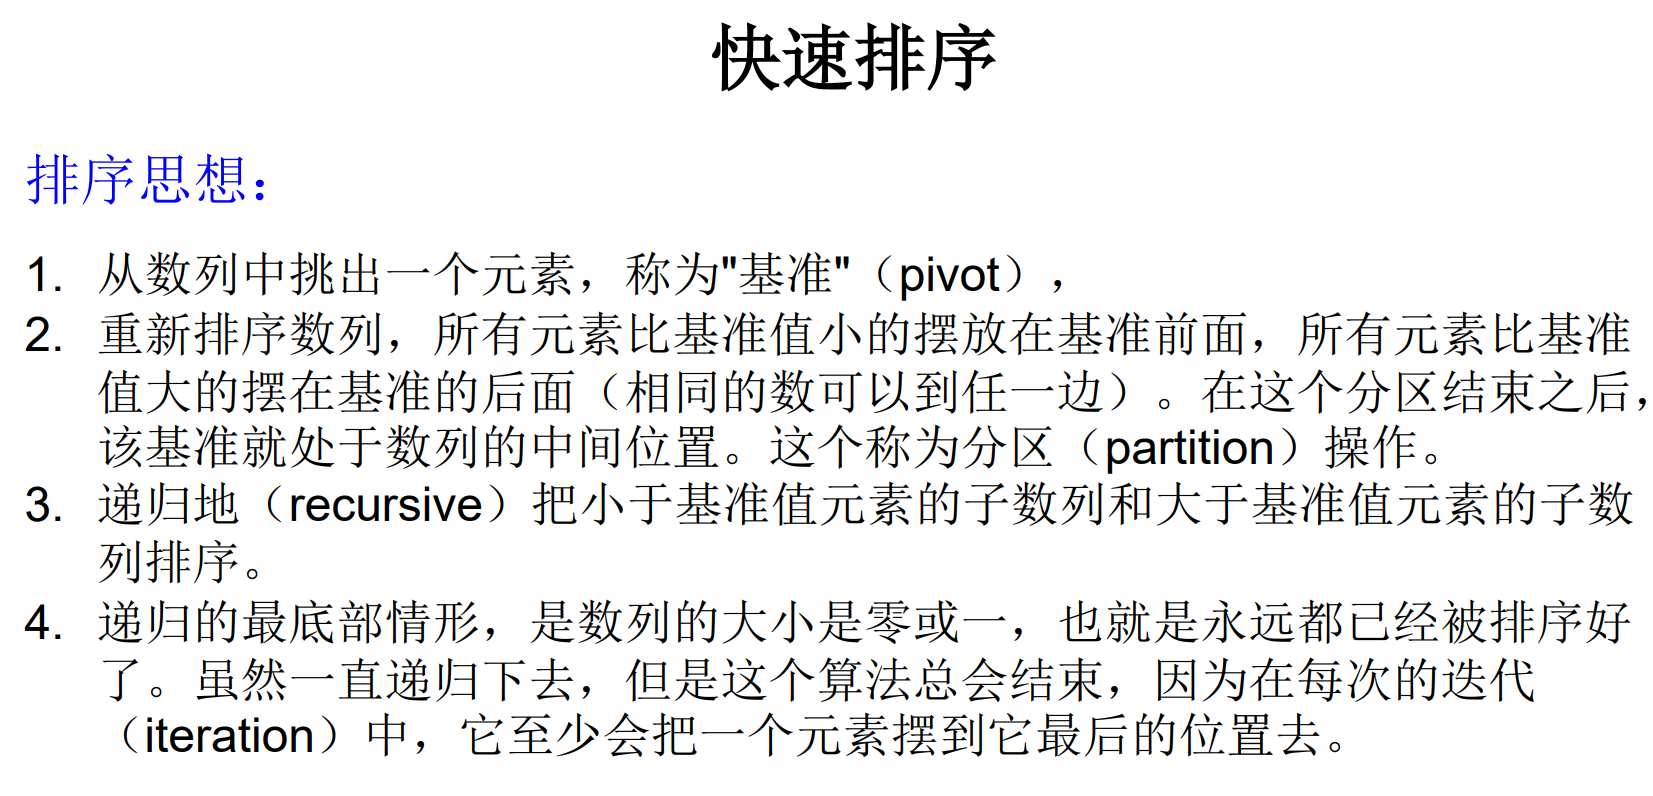 快速排序
排序思想：
1. 从数列中挑出一个元素，称为"基准"（pivot），
2. 重新排序数列，所有元素比基准值小的摆放在基准前面，所有元素比基准
值大的摆在基准的后面（相同的数可以到任一边）。在这个分区结束之后，
该基准就处于数列的中间位置。这个称为分区（partition）操作。
3. 递归地（recursive）把小于基准值元素的子数列和大于基准值元素的子数
列排序。
4. 递归的最底部情形，是数列的大小是零或一，也就是永远都已经被排序好
了。虽然一直递归下去，但是这个算法总会结束，因为在每次的迭代
（iteration）中，它至少会把一个元素摆到它最后的位置去。